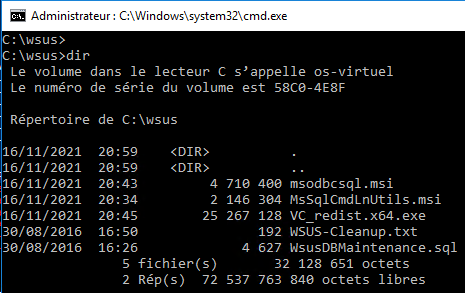 Administrateur : C:\Windows\system32\cmd.exe
C:\wsus>
C:\wsus>dir
Le volume dans le lecteur C s’appelle os-virtuel
Le numéro de série du volume est 58C0-4E8F
Répertoire de C:\wsus
16/11/2021  20:59    <DIR>          .
16/11/2021  20:59    <DIR>          ..
16/11/2021  20:43         4 710 400 msodbcsql.msi
16/11/2021  20:34         2 146 304 MsSqlCmdLnUtils.msi
16/11/2021  20:45        25 267 128 VC_redist.x64.exe
30/08/2016  16:50               192 WSUS-Cleanup.txt
30/08/2016  16:26             4 627 WsusDBMaintenance.sql
5 fichier(s)       32 128 651 octets
2 Rép(s)  72 537 763 840 octets libres